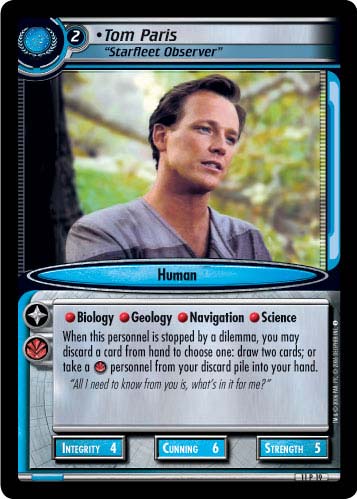 2 •Tom Paris
"Starfleet Observer"
Human
•Biology •Geology •Navigation •Science
When this personnel is stopped by a dilemma, you may
discard a card from hand to choose one: draw two cards; or
take a personnel from your discard pile into your hand.
"All I need to know from you is, what's in it for me?"
Integrity 4 Cunning 6 Strength 5
11 P 19